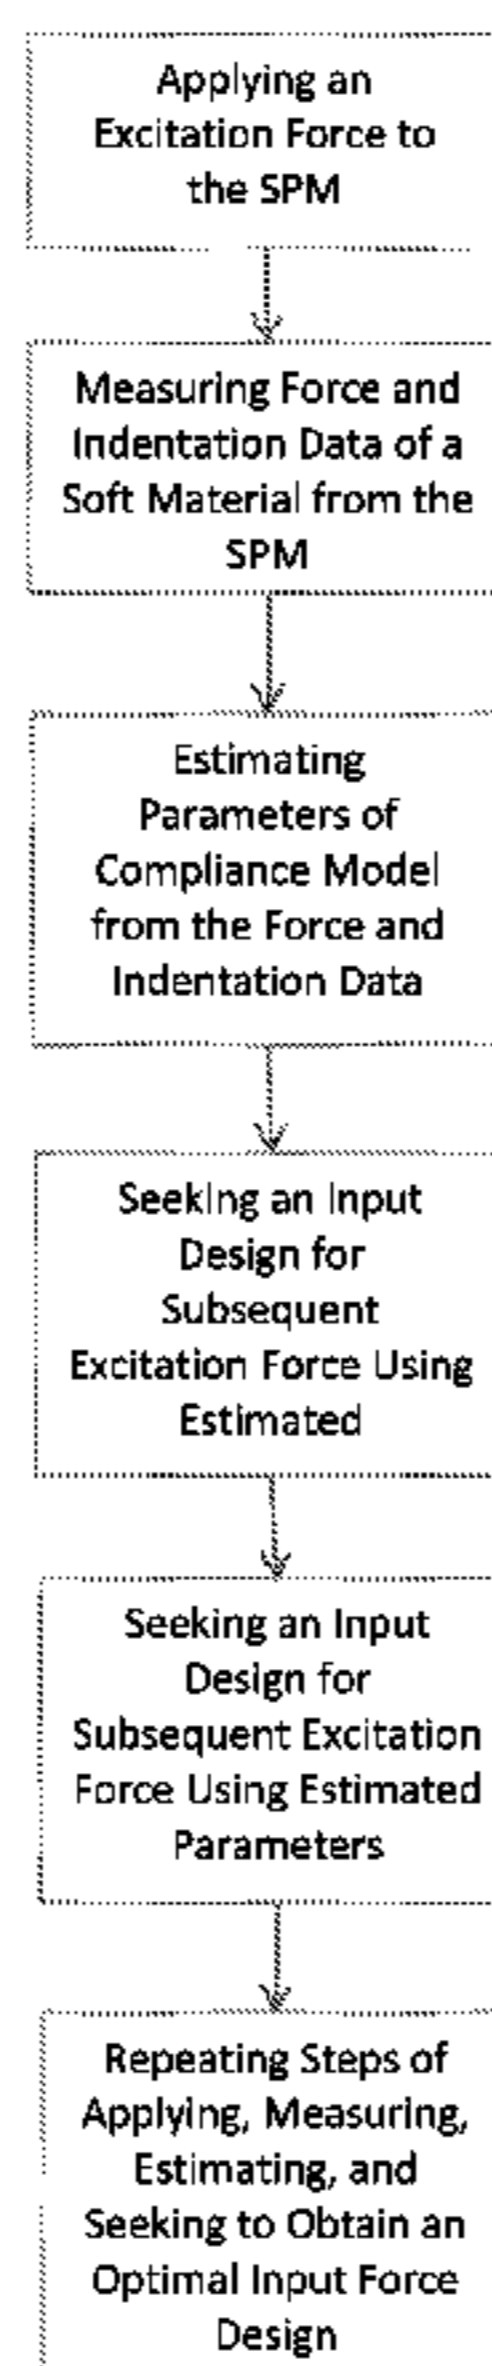 Applying an
Excitation Force to
the SPM
Measuring Force and
Indentation Data of a
Soft Material from the
SPM
Estimating
Parameters of
Compliance Model
from the Force and
Indentation Data
Seeking an Input
Design for
Subsequent
Excitation Force Using
Estimated
Seeking an Input
Design for
Subsequent Excitation
Force Using Estimated
Parameters
Repeating Steps of
Applying, Measuring,
Estimating, and
Seeking to Obtain an
Optimal Input Force
Design